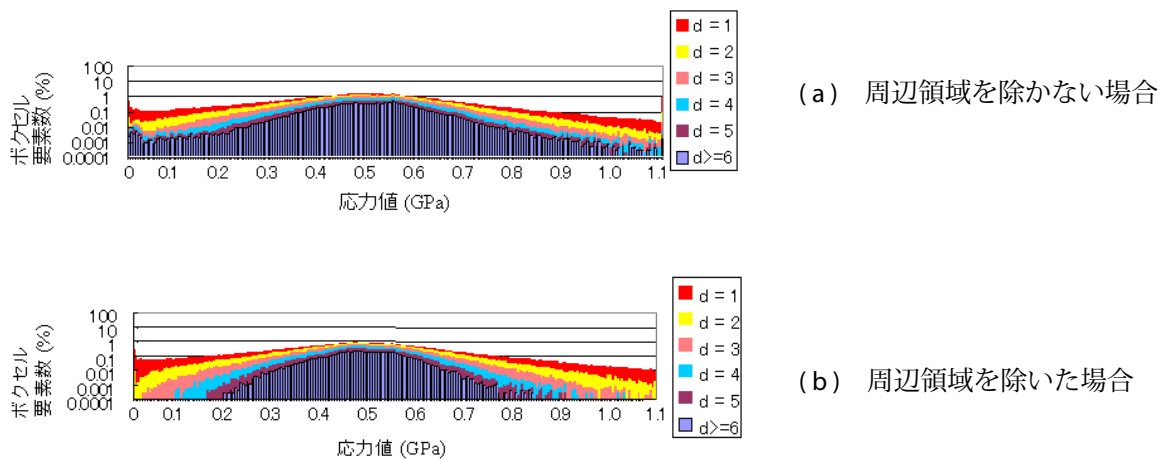 d = 1
d = 2
d = 3
d = 4
d = 5
d>=6
ボクセル
要素数 (%)
100
10
1
0.1
0.01
0.001
0.0001
0 0.1 0.2 0.3 0.4 0.5 0.6 0.7 0.8 0.9 1.0 1.1
応力値 (GPa)
(a) 周辺領域を除かない場合
d = 1
d = 2
d = 3
d = 4
d = 5
d>=6
ボクセル
要素数 (%)
100
10
1
0.1
0.01
0.001
0.0001
0 0.1 0.2 0.3 0.4 0.5 0.6 0.7 0.8 0.9 1.0 1.1
応力値 (GPa)
(b) 周辺領域を除いた場合